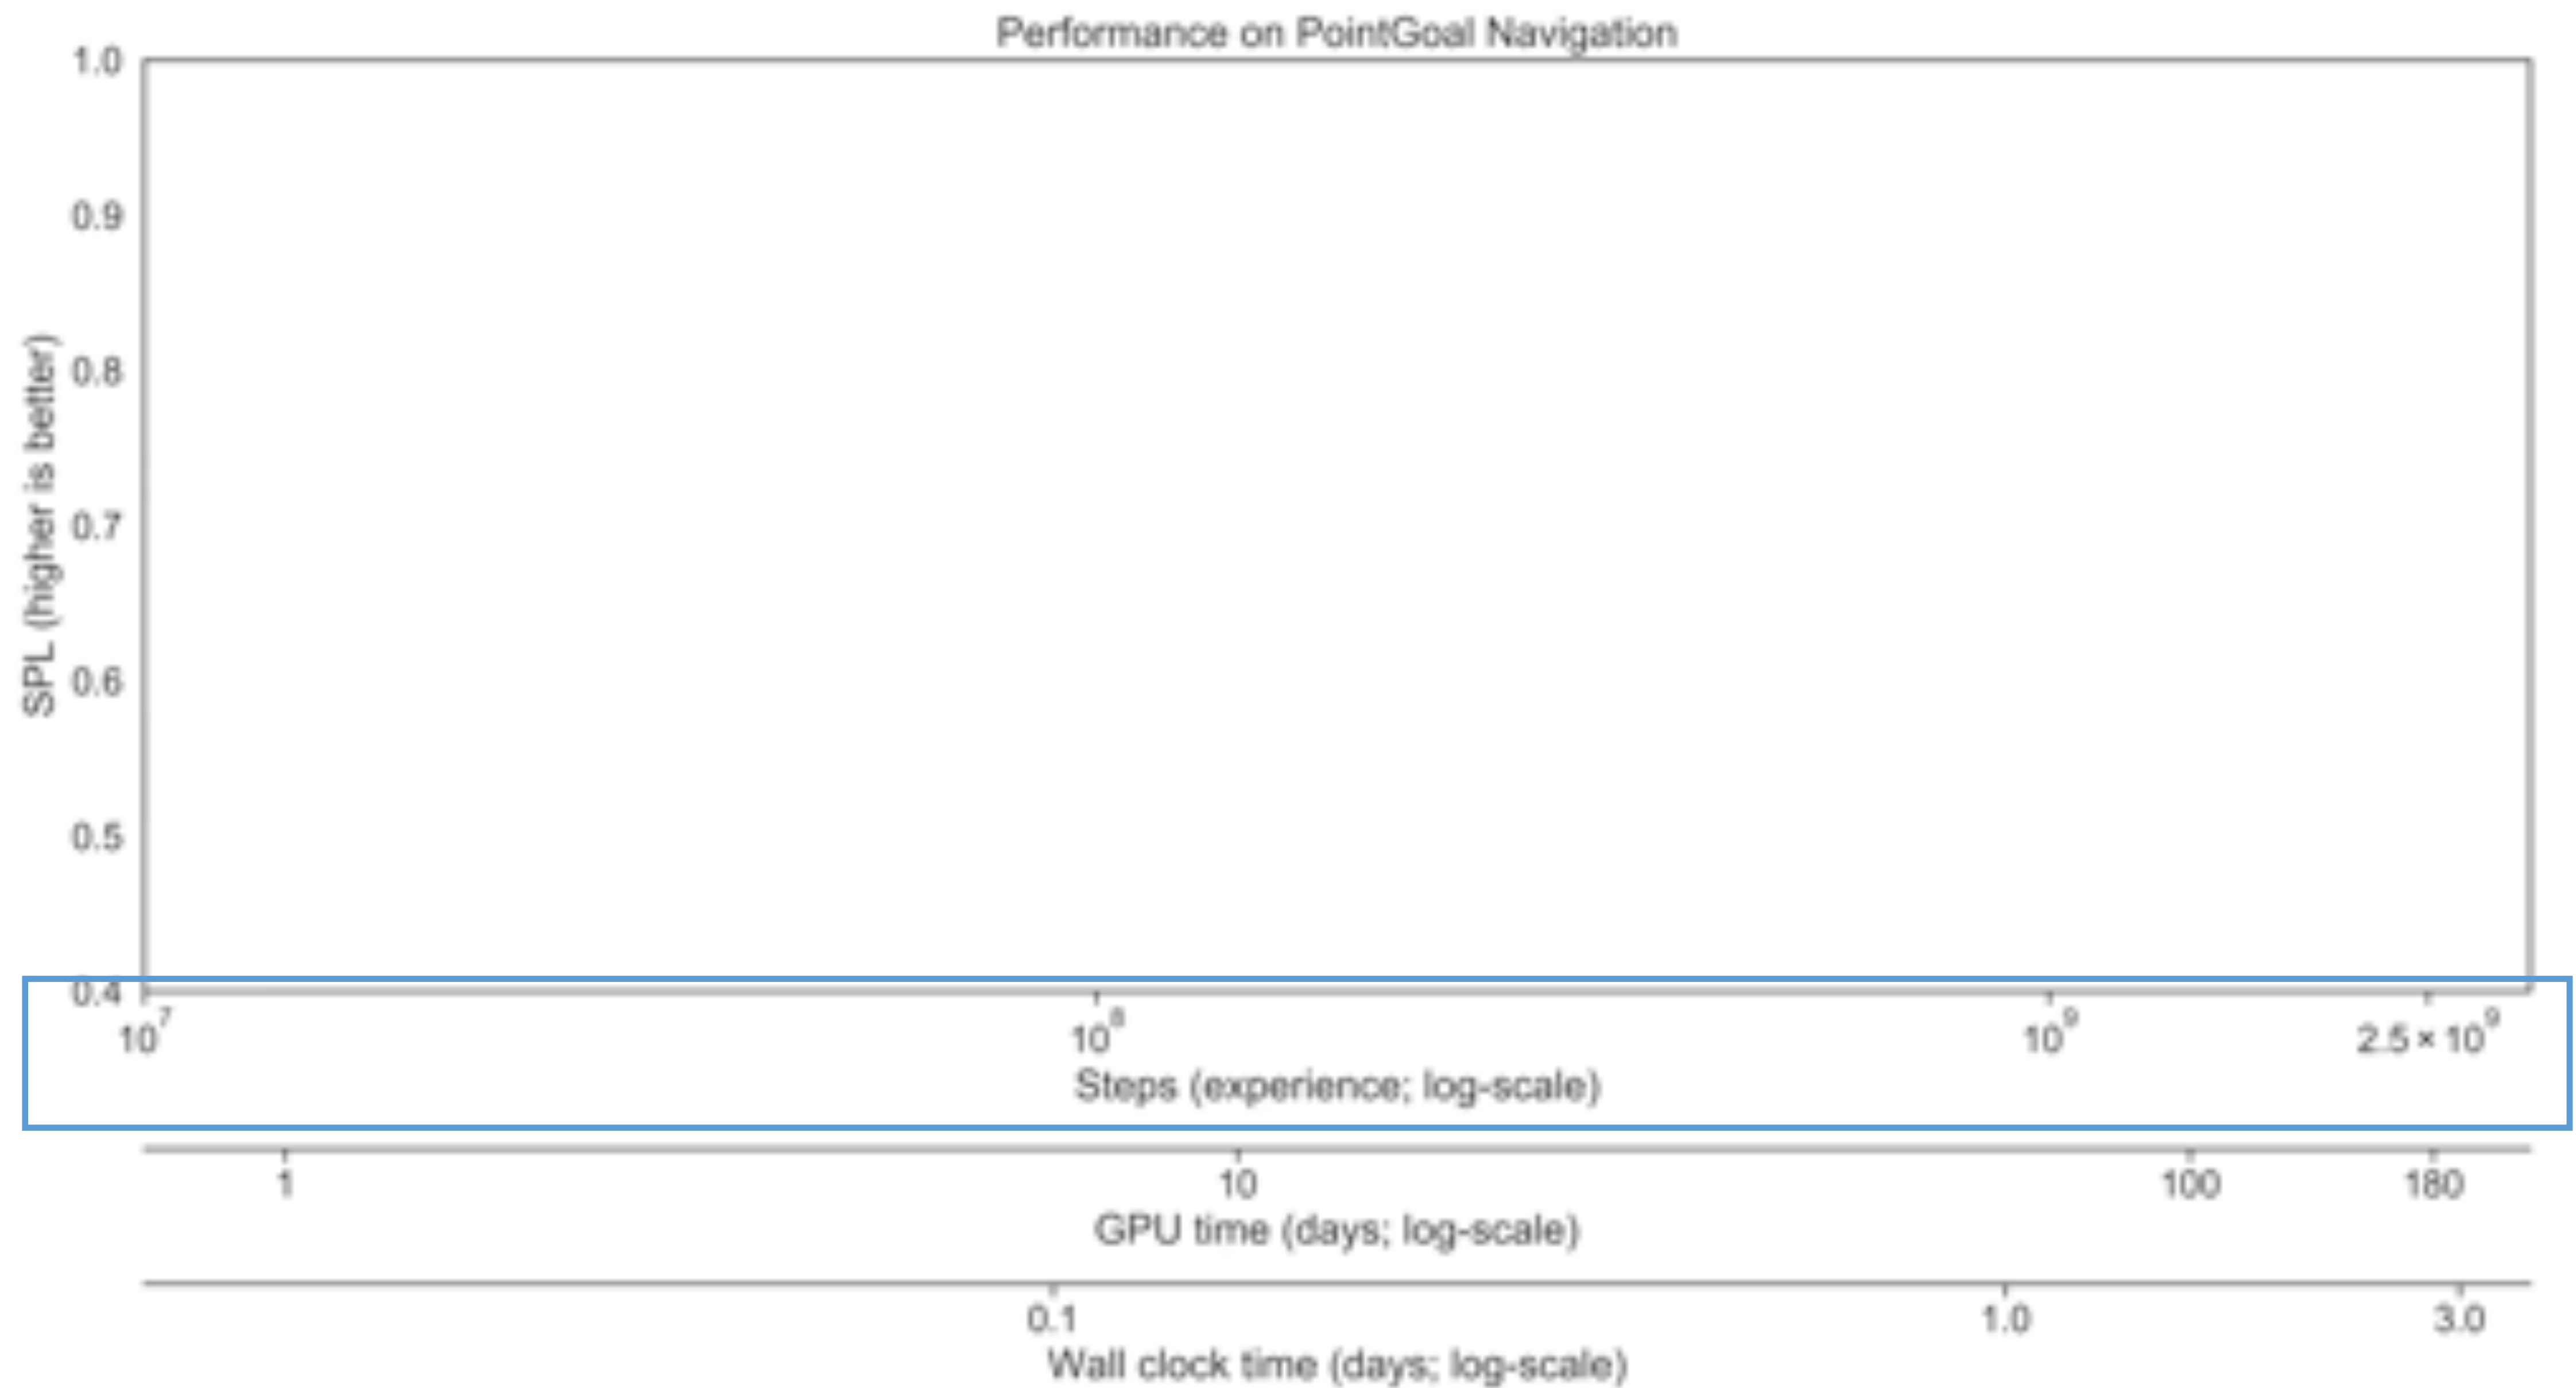 Performance on PointGoal Navigation
1.0
0.9
0.8
0.7
0.6
0.5
0.4
SPL (higher is better)
10⁷ 10⁸ 10⁹ 2.5 × 10⁹
Steps (experience; log-scale)
1 10 100 180
GPU time (days; log-scale)
0.1 1.0 3.0
Wall clock time (days; log-scale)